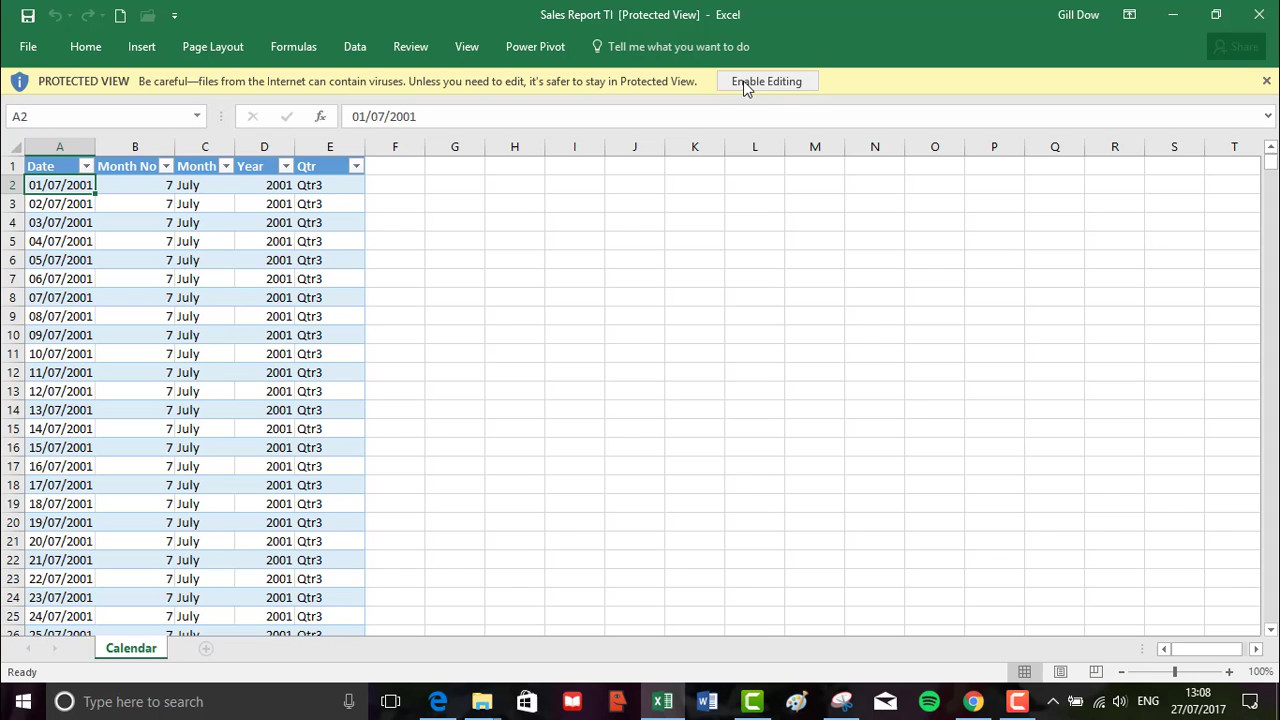 Sales Report TI [Protected View] - Excel
Gill Dow
File Home Insert Page Layout Formulas Data Review View Power Pivot Tell me what you want to do Share
PROTECTED VIEW Be careful—files from the Internet can contain viruses. Unless you need to edit, it's safer to stay in Protected View. Enable Editing
A2 fx 01/07/2001
A B C D E F G H I J K L M N O P Q R S T
1 Date Month No Month Year Qtr
2 01/07/2001 7 July 2001 Qtr3
3 02/07/2001 7 July 2001 Qtr3
4 03/07/2001 7 July 2001 Qtr3
5 04/07/2001 7 July 2001 Qtr3
6 05/07/2001 7 July 2001 Qtr3
7 06/07/2001 7 July 2001 Qtr3
8 07/07/2001 7 July 2001 Qtr3
9 08/07/2001 7 July 2001 Qtr3
10 09/07/2001 7 July 2001 Qtr3
11 10/07/2001 7 July 2001 Qtr3
12 11/07/2001 7 July 2001 Qtr3
13 12/07/2001 7 July 2001 Qtr3
14 13/07/2001 7 July 2001 Qtr3
15 14/07/2001 7 July 2001 Qtr3
16 15/07/2001 7 July 2001 Qtr3
17 16/07/2001 7 July 2001 Qtr3
18 17/07/2001 7 July 2001 Qtr3
19 18/07/2001 7 July 2001 Qtr3
20 19/07/2001 7 July 2001 Qtr3
21 20/07/2001 7 July 2001 Qtr3
22 21/07/2001 7 July 2001 Qtr3
23 22/07/2001 7 July 2001 Qtr3
24 23/07/2001 7 July 2001 Qtr3
25 24/07/2001 7 July 2001 Qtr3
26 25/07/2001 7 July 2001 Qtr3
Calendar
Ready 100%
Type here to search ENG 13:08
27/07/2017